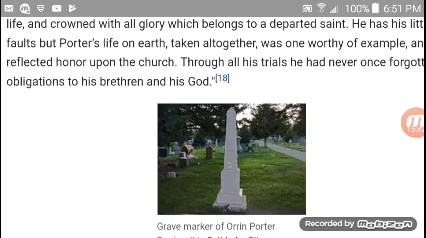 100% 6:51 PM
life, and crowned with all glory which belongs to a departed saint. He has his litt
faults but Porter's life on earth, taken altogether, was one worthy of example, an
reflected honor upon the church. Through all his trials he had never once forgott
obligations to his brethren and his God."[18]
Grave marker of Orrin Porter
Recorded by mobizen